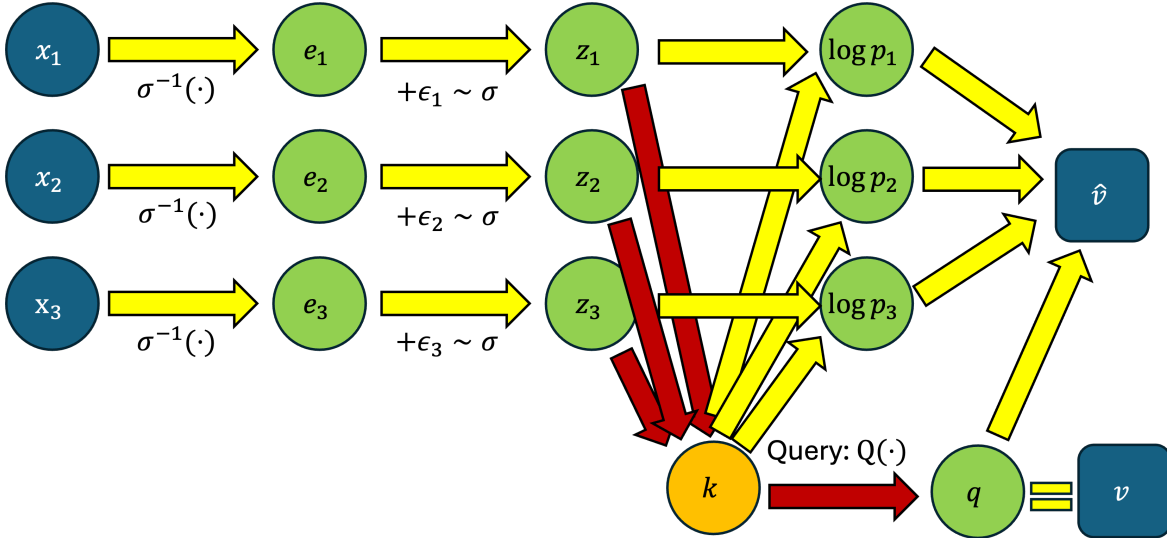 x₁ σ⁻¹(·) e₁ +ϵ₁ ~ σ z₁ log p₁
x₂ σ⁻¹(·) e₂ +ϵ₂ ~ σ z₂ log p₂ v̂
x₃ σ⁻¹(·) e₃ +ϵ₃ ~ σ z₃ log p₃
k Query: Q(·) q v